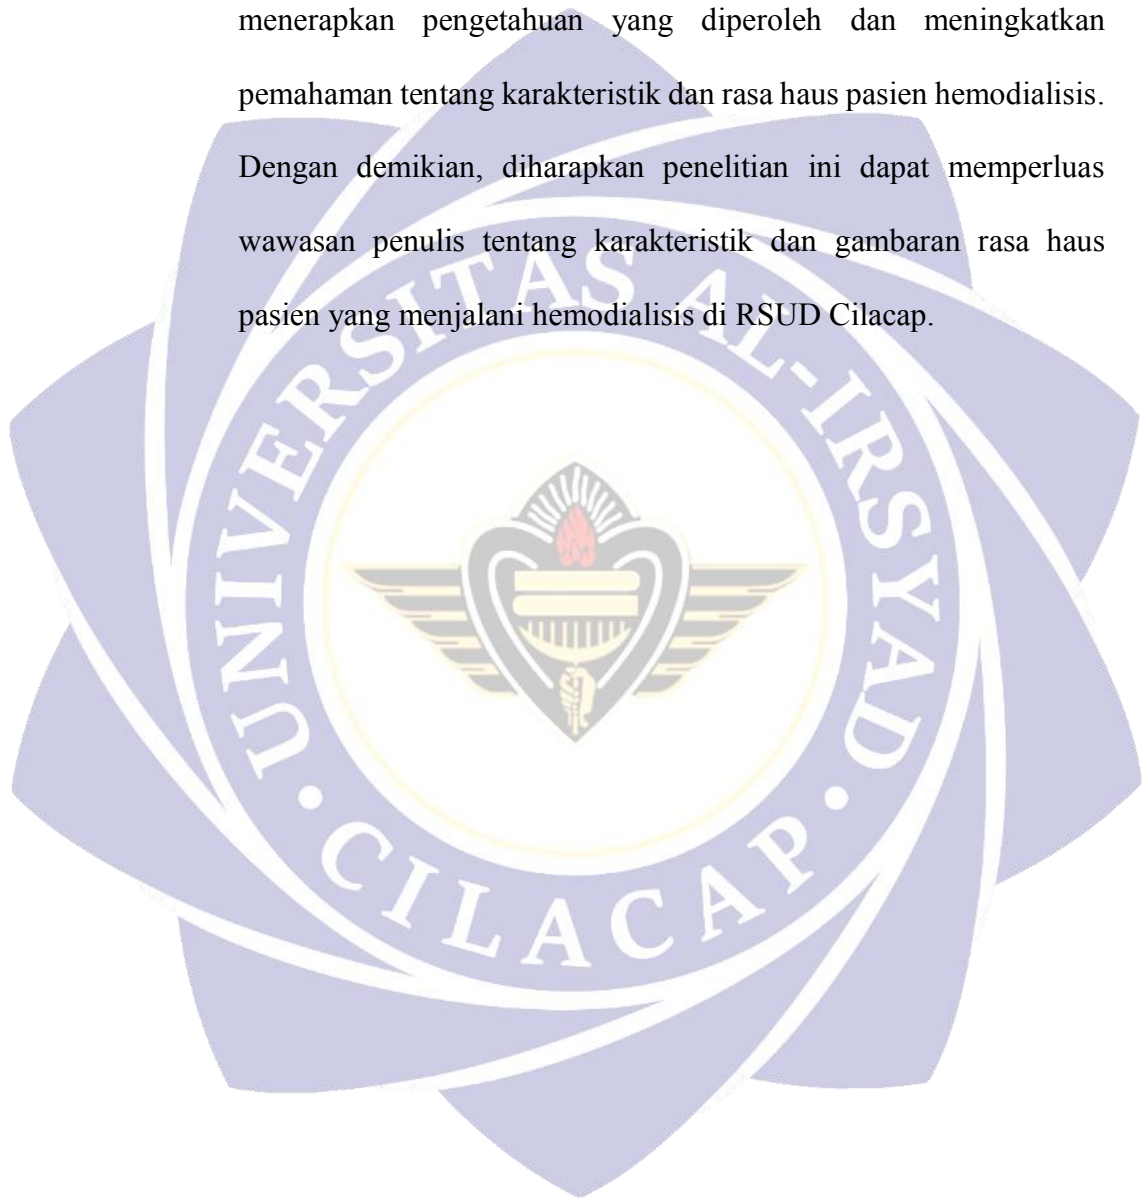 menerapkan pengetahuan yang diperoleh dan meningkatkan
pemahaman tentang karakteristik dan rasa haus pasien hemodialisis.
Dengan demikian, diharapkan penelitian ini dapat memperluas
wawasan penulis tentang karakteristik dan gambaran rasa haus
pasien yang menjalani hemodialisis di RSUD Cilacap.
UNIVERSITAS AL-IRSYAD
• CILACAP •